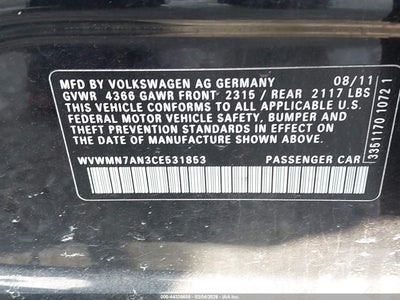 MFD BY VOLKSWAGEN AG GERMANY 08/11
GVWR 4366 GAWR FRONT 2315 / REAR 2117 LBS
THIS VEHICLE CONFORMS TO ALL APPLICABLE U.S.
FEDERAL MOTOR VEHICLE SAFETY, BUMPER AND
THEFT PREVENTION STANDARDS IN EFFECT ON
THE DATE OF MANUFACTURE SHOWN ABOVE.
WVWMN7AN3CE531853 PASSENGER CAR
3351170 1072 1